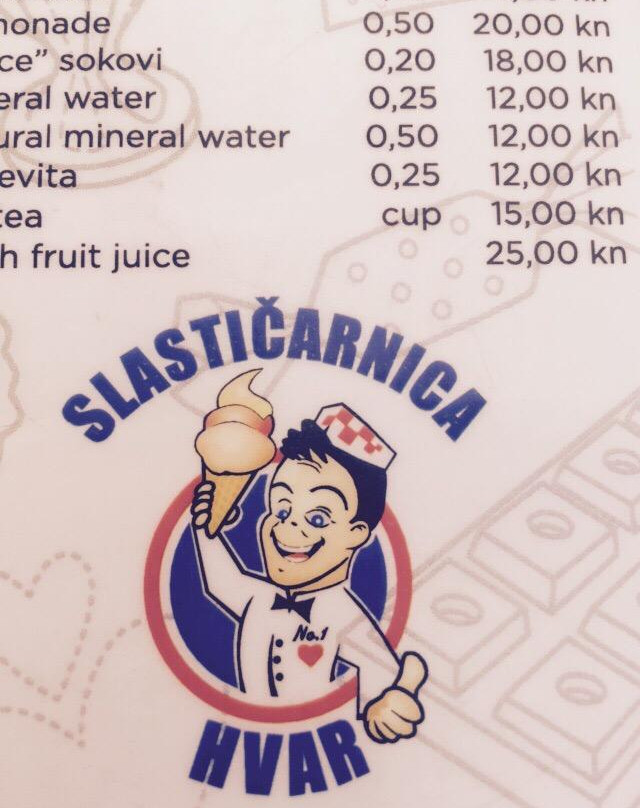 monade 0,50 20,00 kn
ce” sokovi 0,20 18,00 kn
eral water 0,25 12,00 kn
ural mineral water 0,50 12,00 kn
evita 0,25 12,00 kn
tea cup 15,00 kn
h fruit juice 25,00 kn
SLASTIČARNICA
No.1
HVAR